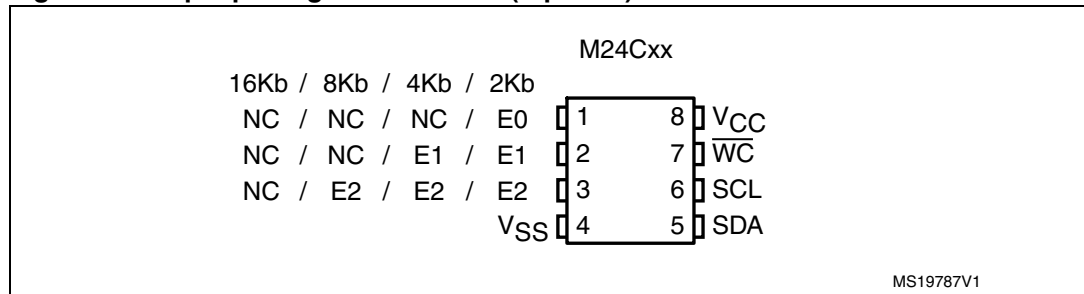 M24Cxx
16Kb / 8Kb / 4Kb / 2Kb
NC / NC / NC / E0 1 8 VCC
NC / NC / E1 / E1 2 7 W̅C̅
NC / E2 / E2 / E2 3 6 SCL
VSS 4 5 SDA
MS19787V1